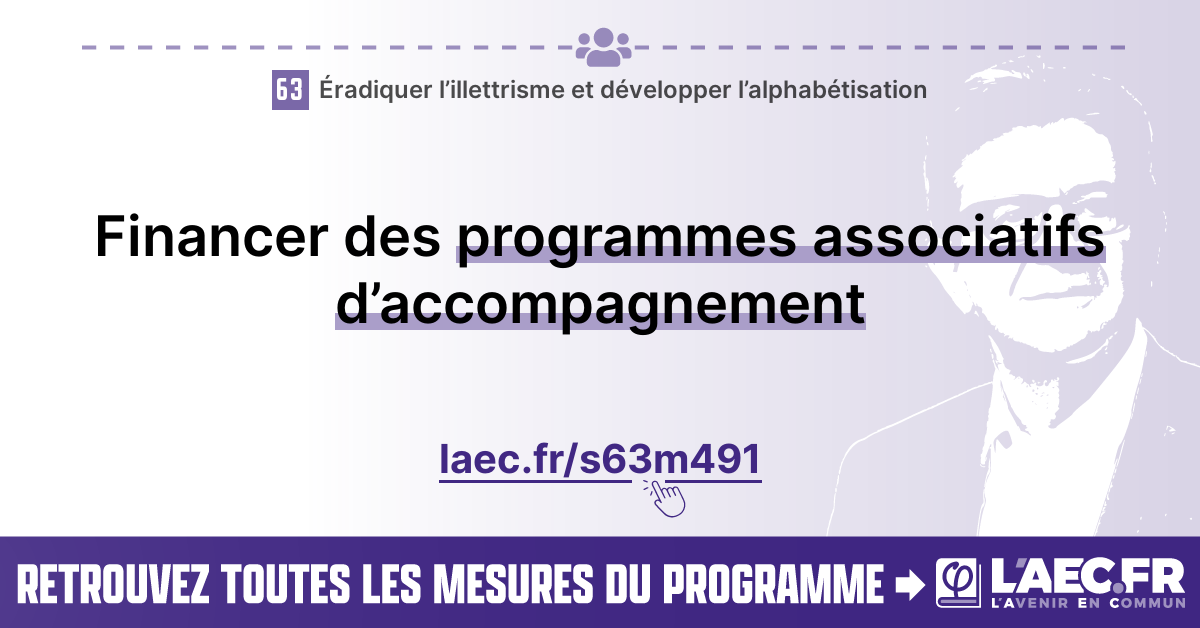 63 Éradiquer l’illettrisme et développer l’alphabétisation
Financer des programmes associatifs
d’accompagnement
laec.fr/s63m491
RETROUVEZ TOUTES LES MESURES DU PROGRAMME
φ L'AEC.FR
L'AVENIR EN COMMUN